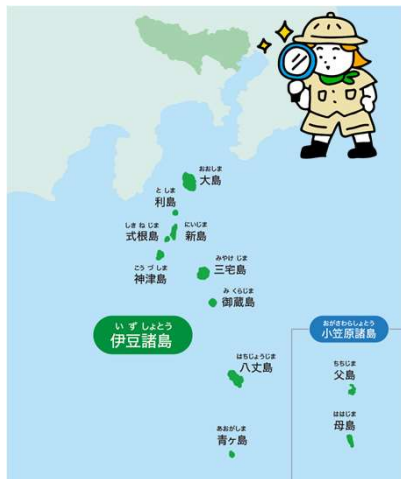 おおしま
大島
としま
利島
にいじま
新島
しきねじま
式根島
こうづしま
神津島
みやけじま
三宅島
みくらじま
御蔵島
いずしょとう
伊豆諸島
おがさわらしょとう
小笠原諸島
はちじょうじま
八丈島
ちちじま
父島
ははじま
母島
あおがしま
青ヶ島